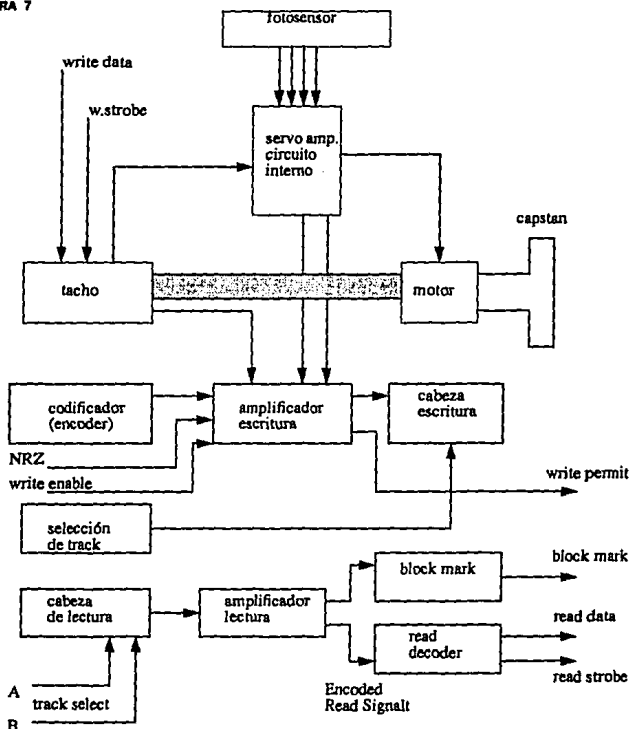 RA 7
fotosensor
write data
w.strobe
servo amp.
circuito
interno
capstan
tacho
motor
codificador
(encoder)
amplificador
escritura
cabeza
escritura
NRZ
write enable
write permit
selección
de track
block mark
block mark
cabeza
de lectura
amplificador
lectura
read data
read
decoder
read strobe
A
track select
B
Encoded
Read Signalt